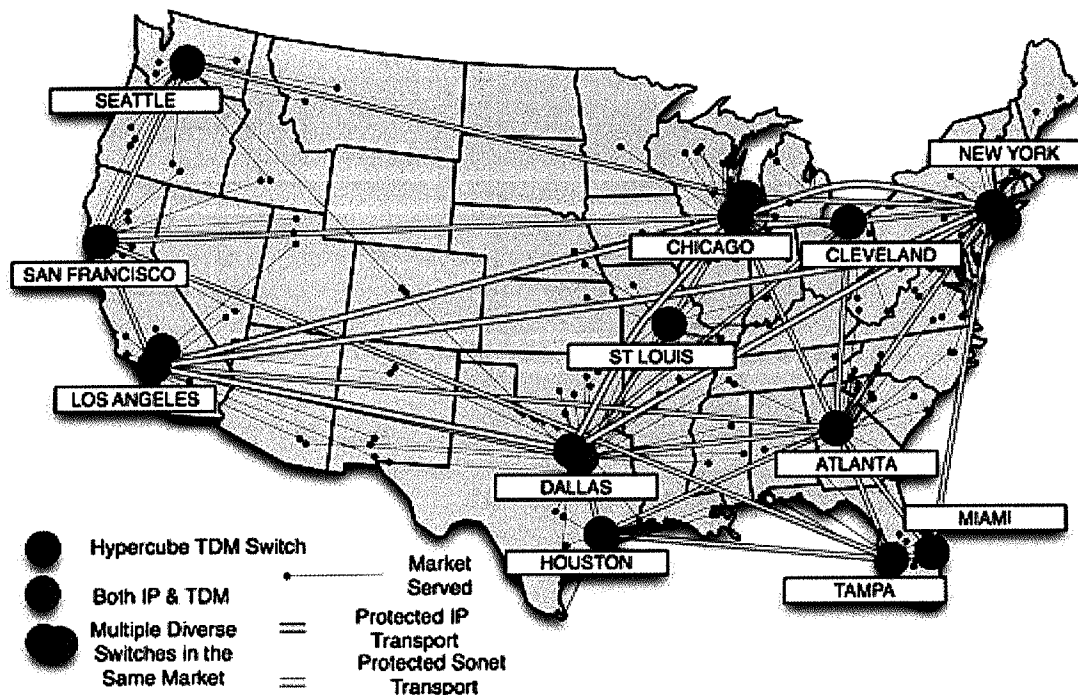 SEATTLE
NEW YORK
SAN FRANCISCO
CHICAGO
CLEVELAND
ST LOUIS
LOS ANGELES
DALLAS
ATLANTA
MIAMI
HOUSTON
TAMPA
Hypercube TDM Switch
Both IP & TDM
Multiple Diverse
Switches in the
Same Market
Market
Served
Protected IP
Transport
Protected Sonet
Transport